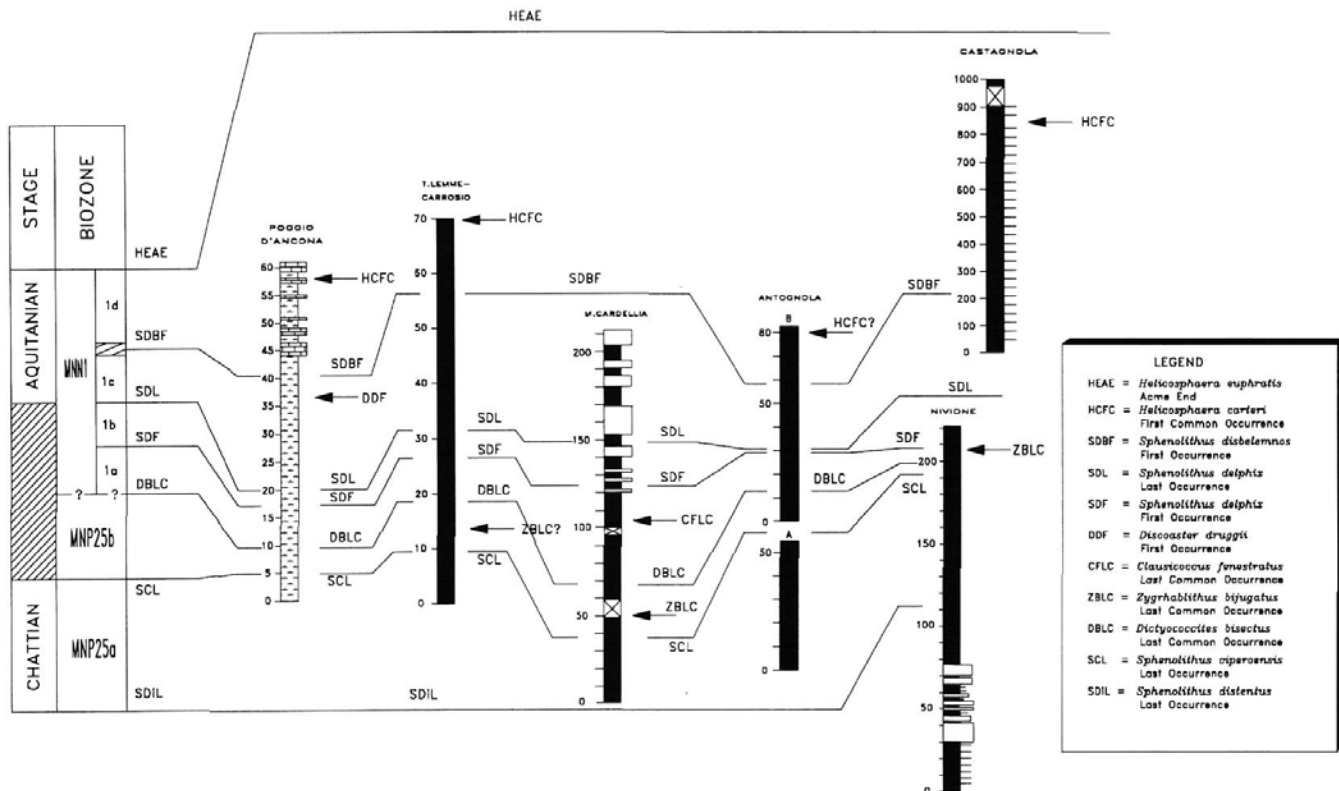 HEAE
CASTAGNOLA
1000
900
800
700
600
500
400
300
200
100
0
HCFC
STAGE
BIOZONE
HEAE
AQUITANIAN
CHATTIAN
MNN1
1d
1c
1b
1a
? ?
MNP25b
MNP25a
SDBF
SDL
SDF
DBLC
SCL
SDIL
POGGIO
D'ANCONA
60
55
50
45
40
35
30
25
20
15
10
5
0
HCFC
SDBF
DDF
SDL
SDF
DBLC
SCL
T.LEMME-
CARROSIO
70
60
50
40
30
20
10
0
HCFC
SDBF
SDL
SDF
DBLC
ZBLC?
SCL
SDIL
M.CARDELLIA
200
150
100
50
0
SDL
SDF
CFLC
DBLC
ZBLC
SCL
ANTOGNOLA
B
80
50
0
A
50
0
HCFC?
SDBF
SDL
SDF
DBLC
SCL
NIVIONE
200
150
100
50
0
ZBLC
LEGEND
HEAE = Helicosphaera euphratis
Acme End
HCFC = Helicosphaera carteri
First Common Occurrence
SDBF = Sphenolithus disbelemnos
First Occurrence
SDL = Sphenolithus delphix
Last Occurrence
SDF = Sphenolithus delphix
First Occurrence
DDF = Discoaster druggii
First Occurrence
CFLC = Clausicoccus fenestratus
Last Common Occurrence
ZBLC = Zygrhablithus bijugatus
Last Common Occurrence
DBLC = Dictyococcites bisectus
Last Common Occurrence
SCL = Sphenolithus ciperoensis
Last Occurrence
SDIL = Sphenolithus distentus
Last Occurrence